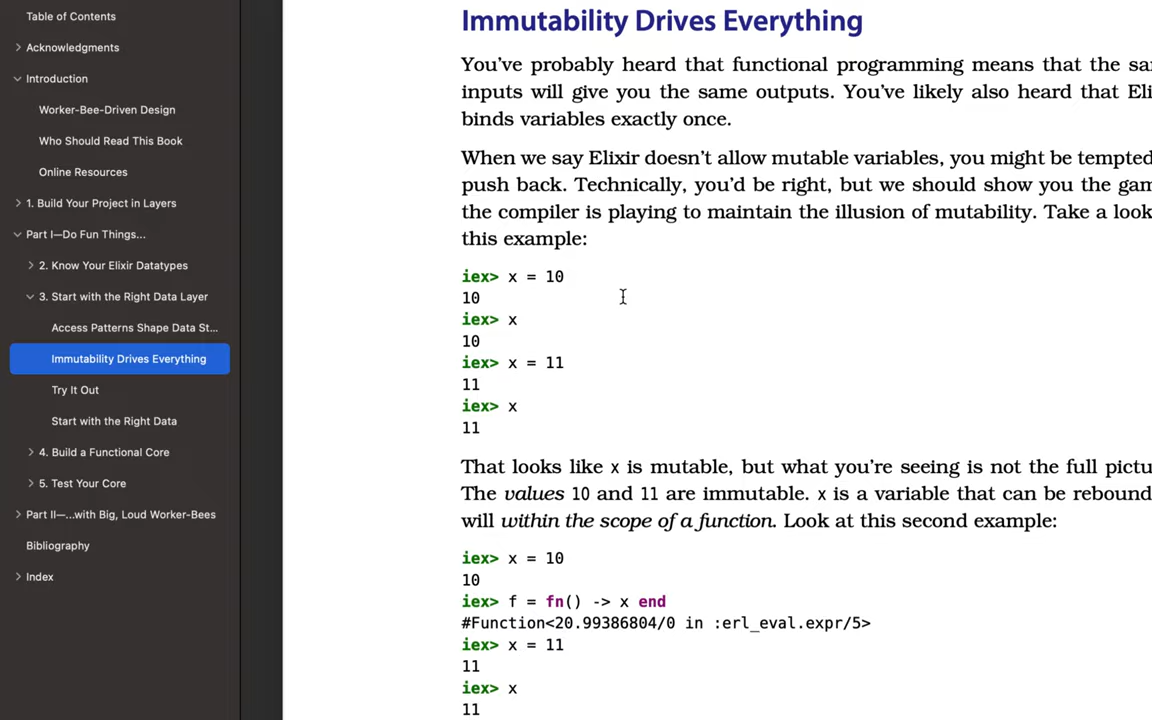 Table of Contents
Acknowledgments
Introduction
Worker-Bee-Driven Design
Who Should Read This Book
Online Resources
1. Build Your Project in Layers
Part I—Do Fun Things...
2. Know Your Elixir Datatypes
3. Start with the Right Data Layer
Access Patterns Shape Data St...
Immutability Drives Everything
Try It Out
Start with the Right Data
4. Build a Functional Core
5. Test Your Core
Part II—...with Big, Loud Worker-Bees
Bibliography
Index
Immutability Drives Everything
You’ve probably heard that functional programming means that the sa
inputs will give you the same outputs. You’ve likely also heard that Eli
binds variables exactly once.
When we say Elixir doesn’t allow mutable variables, you might be tempted
push back. Technically, you’d be right, but we should show you the gam
the compiler is playing to maintain the illusion of mutability. Take a look
this example:
iex> x = 10
10
iex> x
10
iex> x = 11
11
iex> x
11
That looks like x is mutable, but what you’re seeing is not the full pictu
The values 10 and 11 are immutable. x is a variable that can be rebound
will within the scope of a function. Look at this second example:
iex> x = 10
10
iex> f = fn() -> x end
#Function<20.99386804/0 in :erl_eval.expr/5>
iex> x = 11
11
iex> x
11